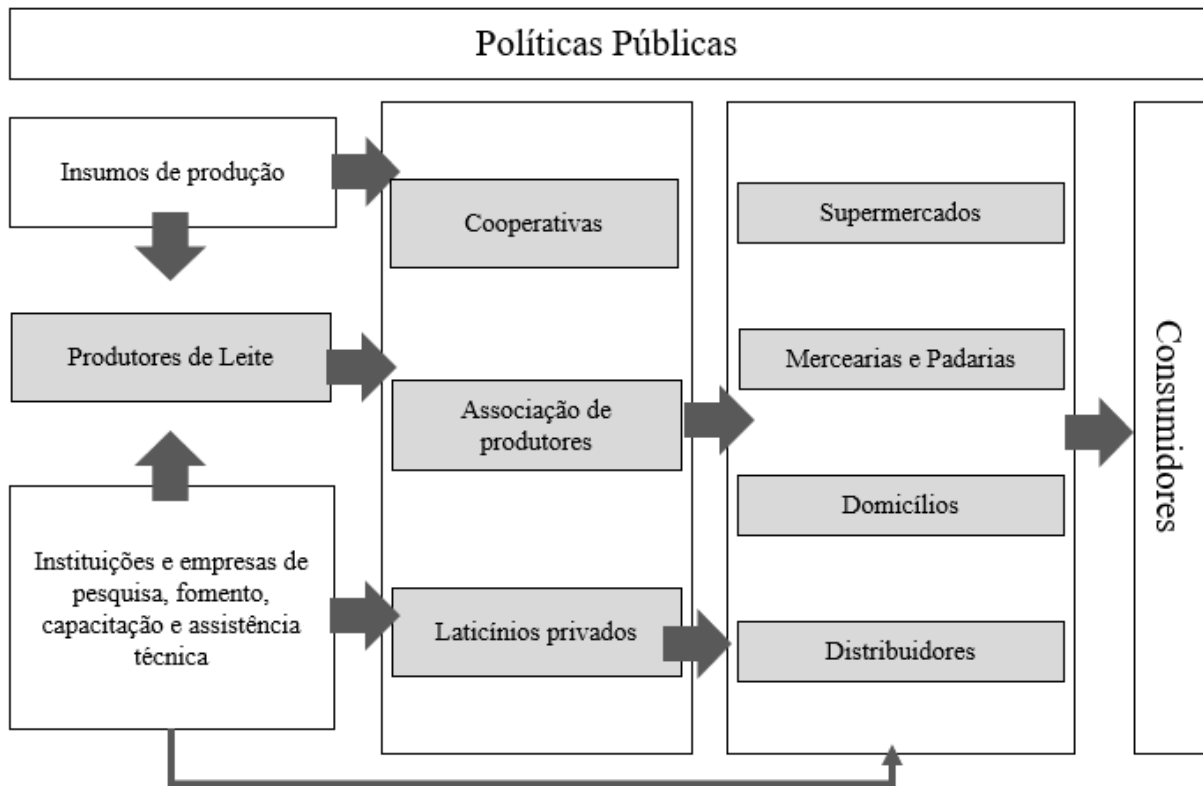 Políticas Públicas
Insumos de produção
Produtores de Leite
Instituições e empresas de
pesquisa, fomento,
capacitação e assistência
técnica
Cooperativas
Associação de
produtores
Laticínios privados
Supermercados
Mercearias e Padarias
Domicílios
Distribuidores
Consumidores